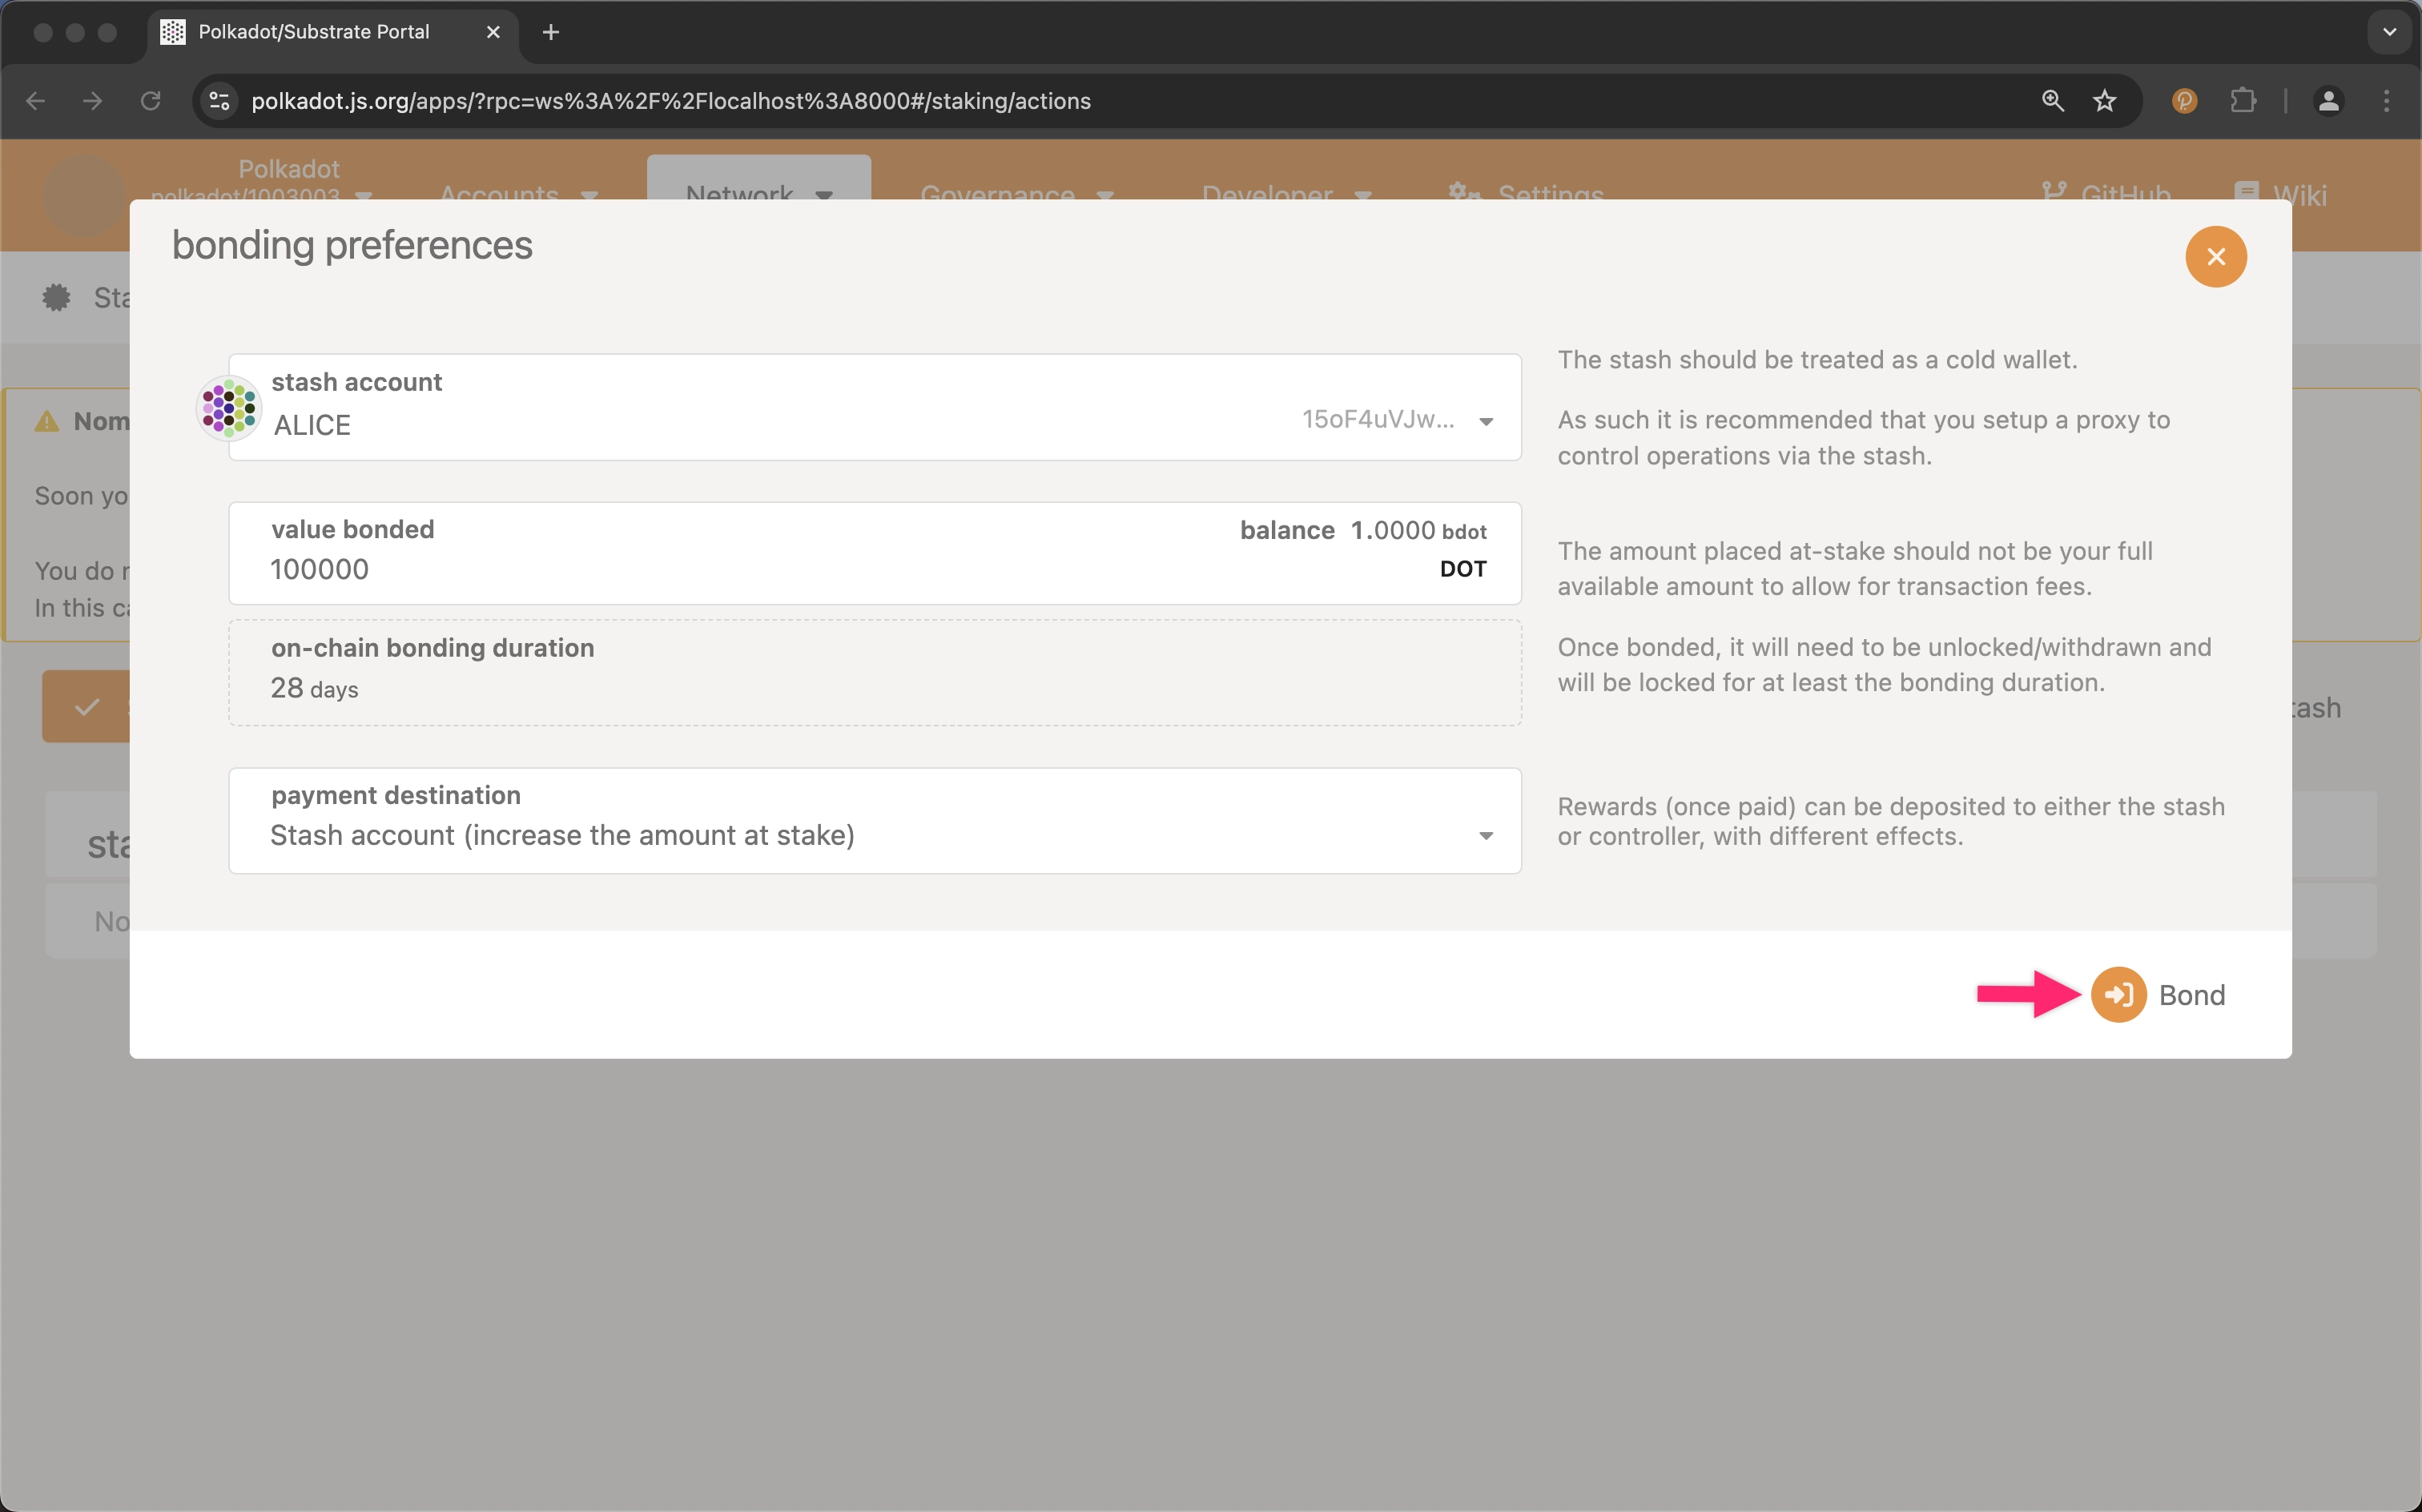 Polkadot/Substrate Portal
polkadot.js.org/apps/?rpc=ws%3A%2F%2Flocalhost%3A8000#/staking/actions
Polkadot
polkadot/1003003
Accounts
Network
Governance
Developer
Settings
GitHub
Wiki
bonding preferences
Sta
stash account
ALICE
15oF4uVJw...
The stash should be treated as a cold wallet.
As such it is recommended that you setup a proxy to
control operations via the stash.
Nom
Soon yo
You do
In this
value bonded
balance 1.0000 bdot
100000
DOT
The amount placed at-stake should not be your full
available amount to allow for transaction fees.
on-chain bonding duration
28 days
Once bonded, it will need to be unlocked/withdrawn and
will be locked for at least the bonding duration.
tash
payment destination
Stash account (increase the amount at stake)
Rewards (once paid) can be deposited to either the stash
or controller, with different effects.
sta
No
Bond